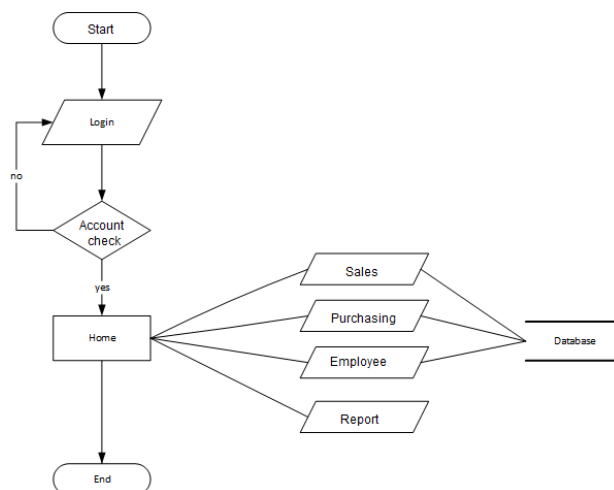 Start
Login
no
Account
check
yes
Sales
Purchasing
Home
Employee
Database
Report
End